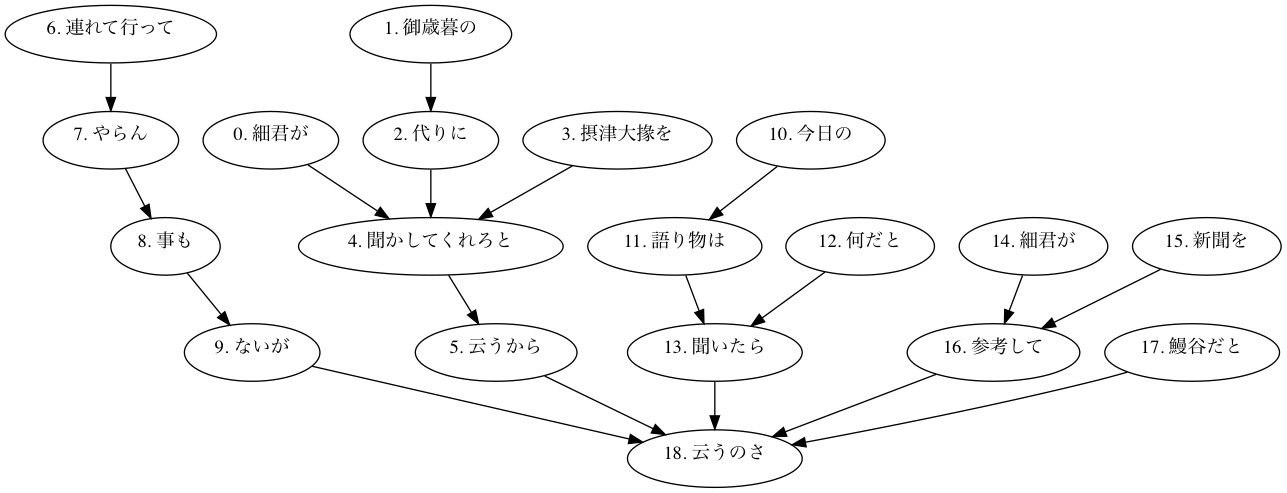 6. 連れて行って
1. 御歳暮の
7. やらん
0. 細君が
2. 代りに
3. 摂津大掾を
10. 今日の
8. 事も
4. 聞かしてくれろと
11. 語り物は
12. 何だと
14. 細君が
15. 新聞を
9. ないが
5. 云うから
13. 聞いたら
16. 参考して
17. 鰻谷だと
18. 云うのさ